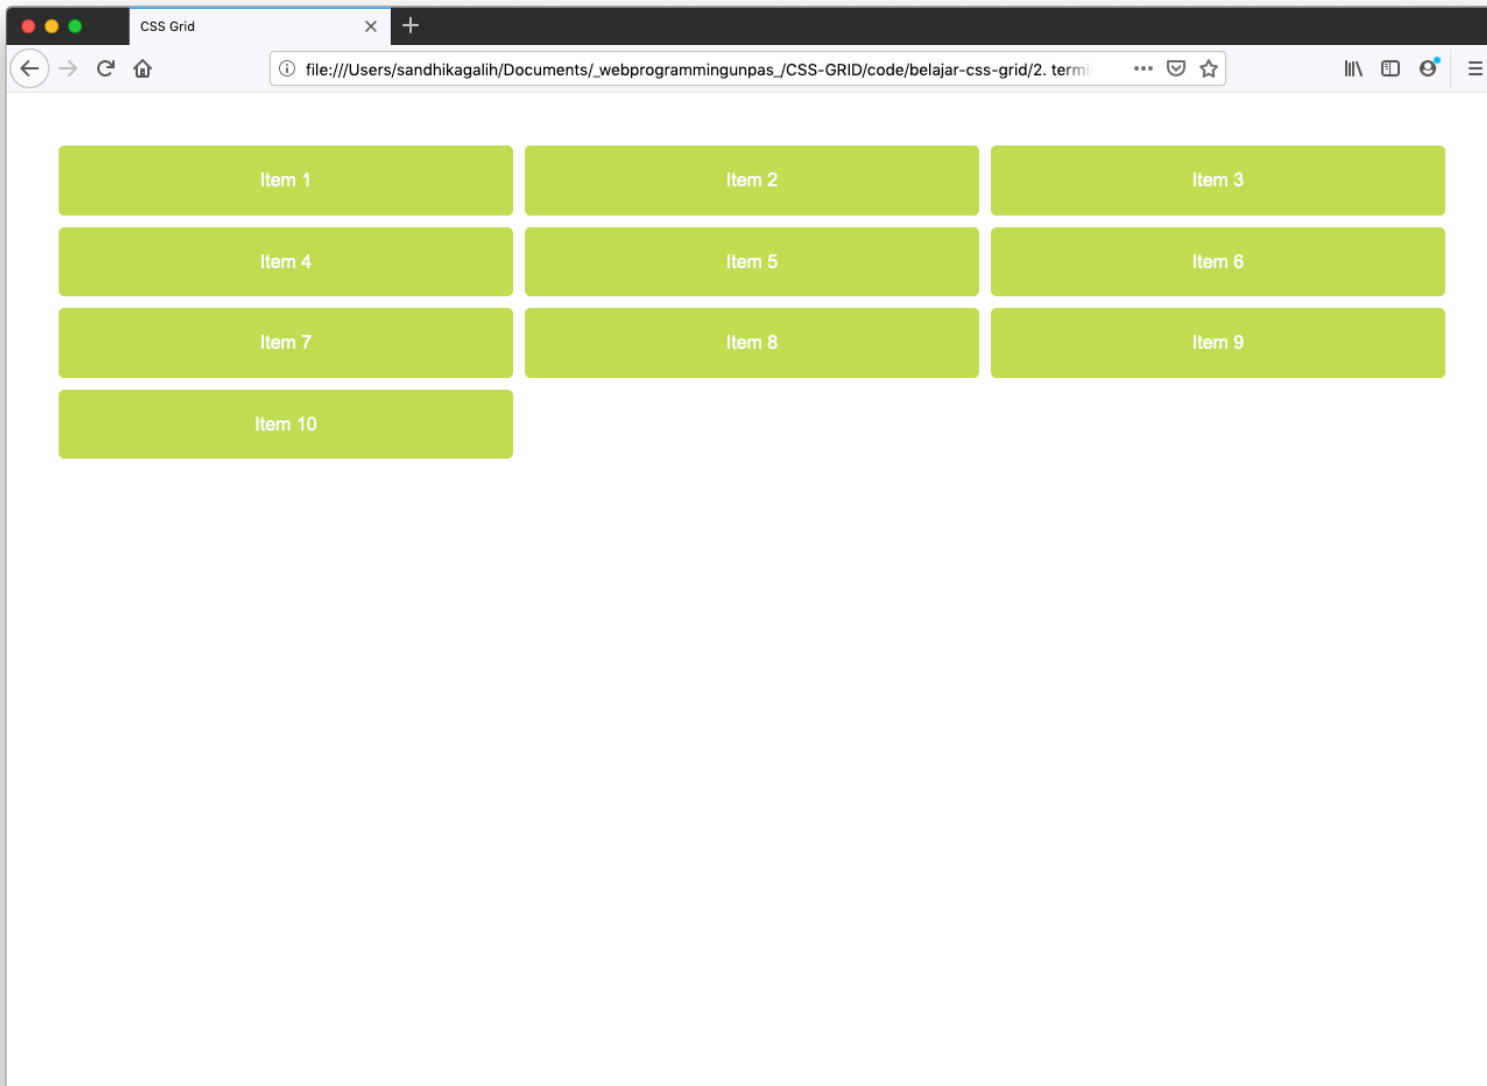 CSS Grid
file:///Users/sandhikagalih/Documents/_webprogrammingunpas_/CSS-GRID/code/belajar-css-grid/2. termi
Item 1 Item 2 Item 3
Item 4 Item 5 Item 6
Item 7 Item 8 Item 9
Item 10